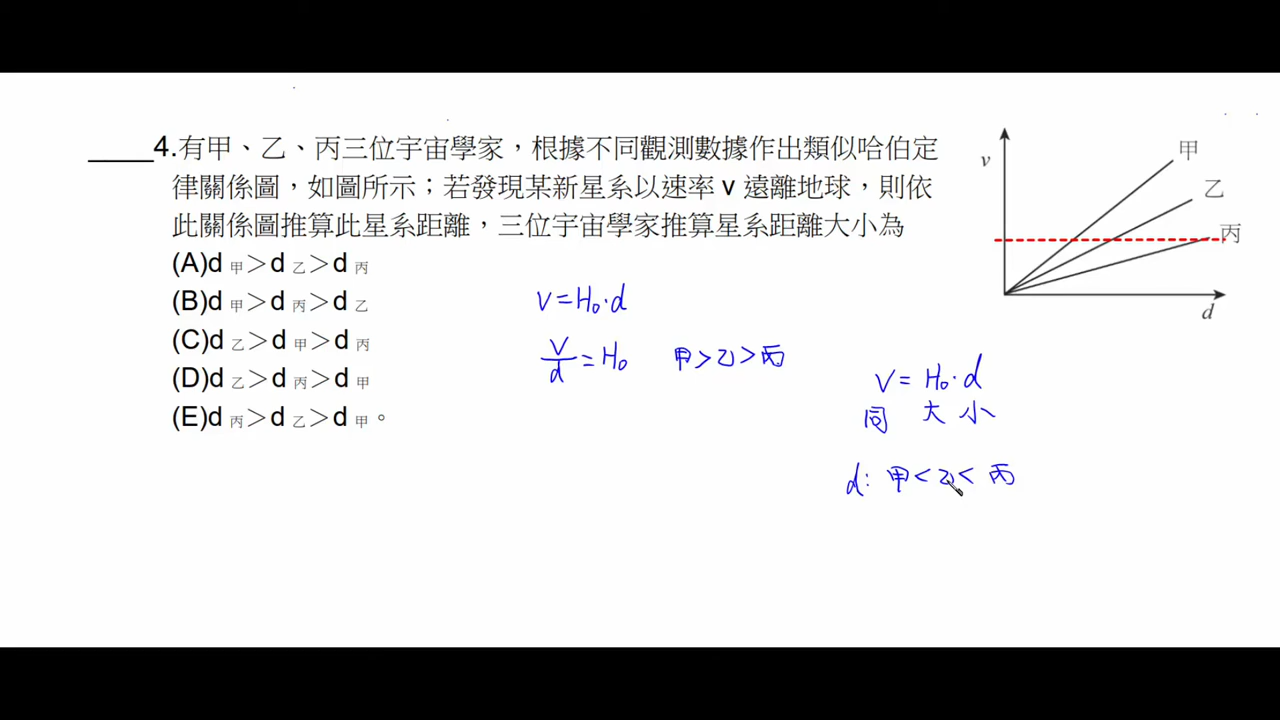 ____4.有甲、乙、丙三位宇宙學家，根據不同觀測數據作出類似哈伯定
律關係圖，如圖所示；若發現某新星系以速率 v 遠離地球，則依
此關係圖推算此星系距離，三位宇宙學家推算星系距離大小為
(A)d 甲＞d 乙＞d 丙
(B)d 甲＞d 丙＞d 乙
(C)d 乙＞d 甲＞d 丙
(D)d 乙＞d 丙＞d 甲
(E)d 丙＞d 乙＞d 甲。
v
甲
乙
丙
d
V=H₀·d
V/d=H₀ 甲>乙>丙
V=H₀·d
同 大 小
d: 甲<乙<丙